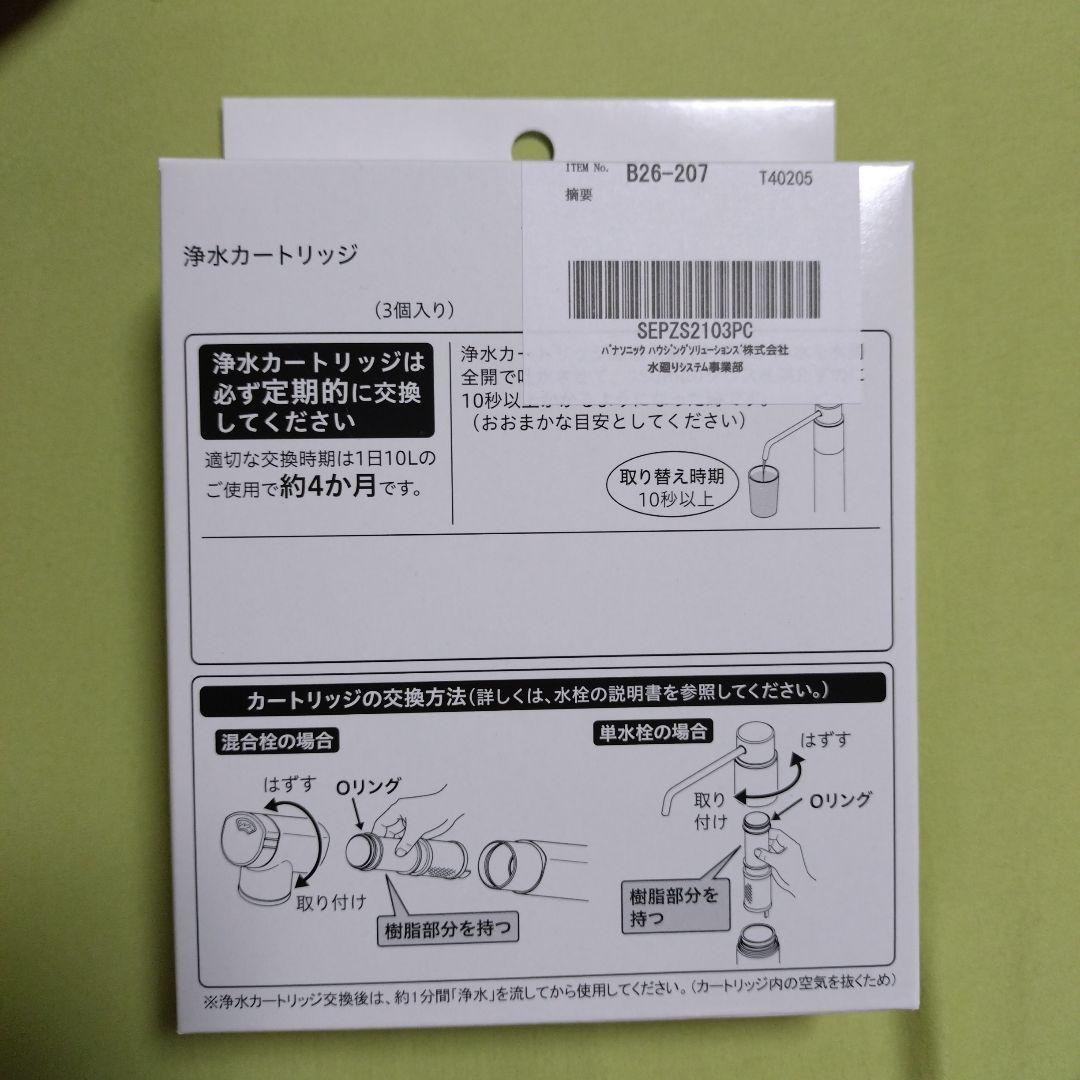 ITEM No. B26-207 T40205
摘要
浄水カートリッジ
(3個入り)
SEPZS2103PC
パナソニック ハウジングソリューションズ株式会社
水廻りシステム事業部
浄水カートリッジは
必ず定期的に交換
してください
適切な交換時期は1日10Lの
ご使用で約4か月です。
浄水カー
全開で
10秒以上
(おおまかな目安としてください)
取り替え時期
10秒以上
カートリッジの交換方法(詳しくは、水栓の説明書を参照してください。)
混合栓の場合
はずす
Oリング
取り付け
樹脂部分を持つ
単水栓の場合
はずす
取り
付け
Oリング
樹脂部分を
持つ
※浄水カートリッジ交換後は、約1分間「浄水」を流してから使用してください。(カートリッジ内の空気を抜くため)